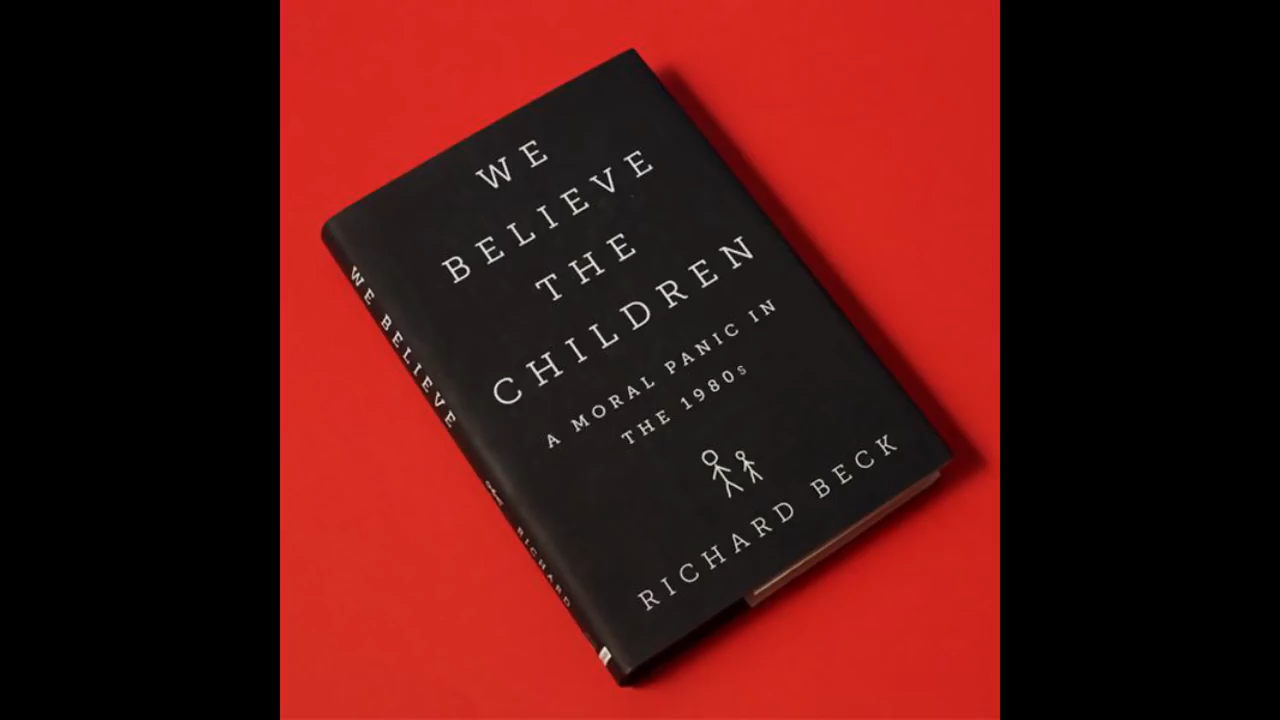 WE
BELIEVE
THE
CHILDREN
A MORAL PANIC IN
THE 1980s
RICHARD BECK
WE BELIEVE
RICHARD